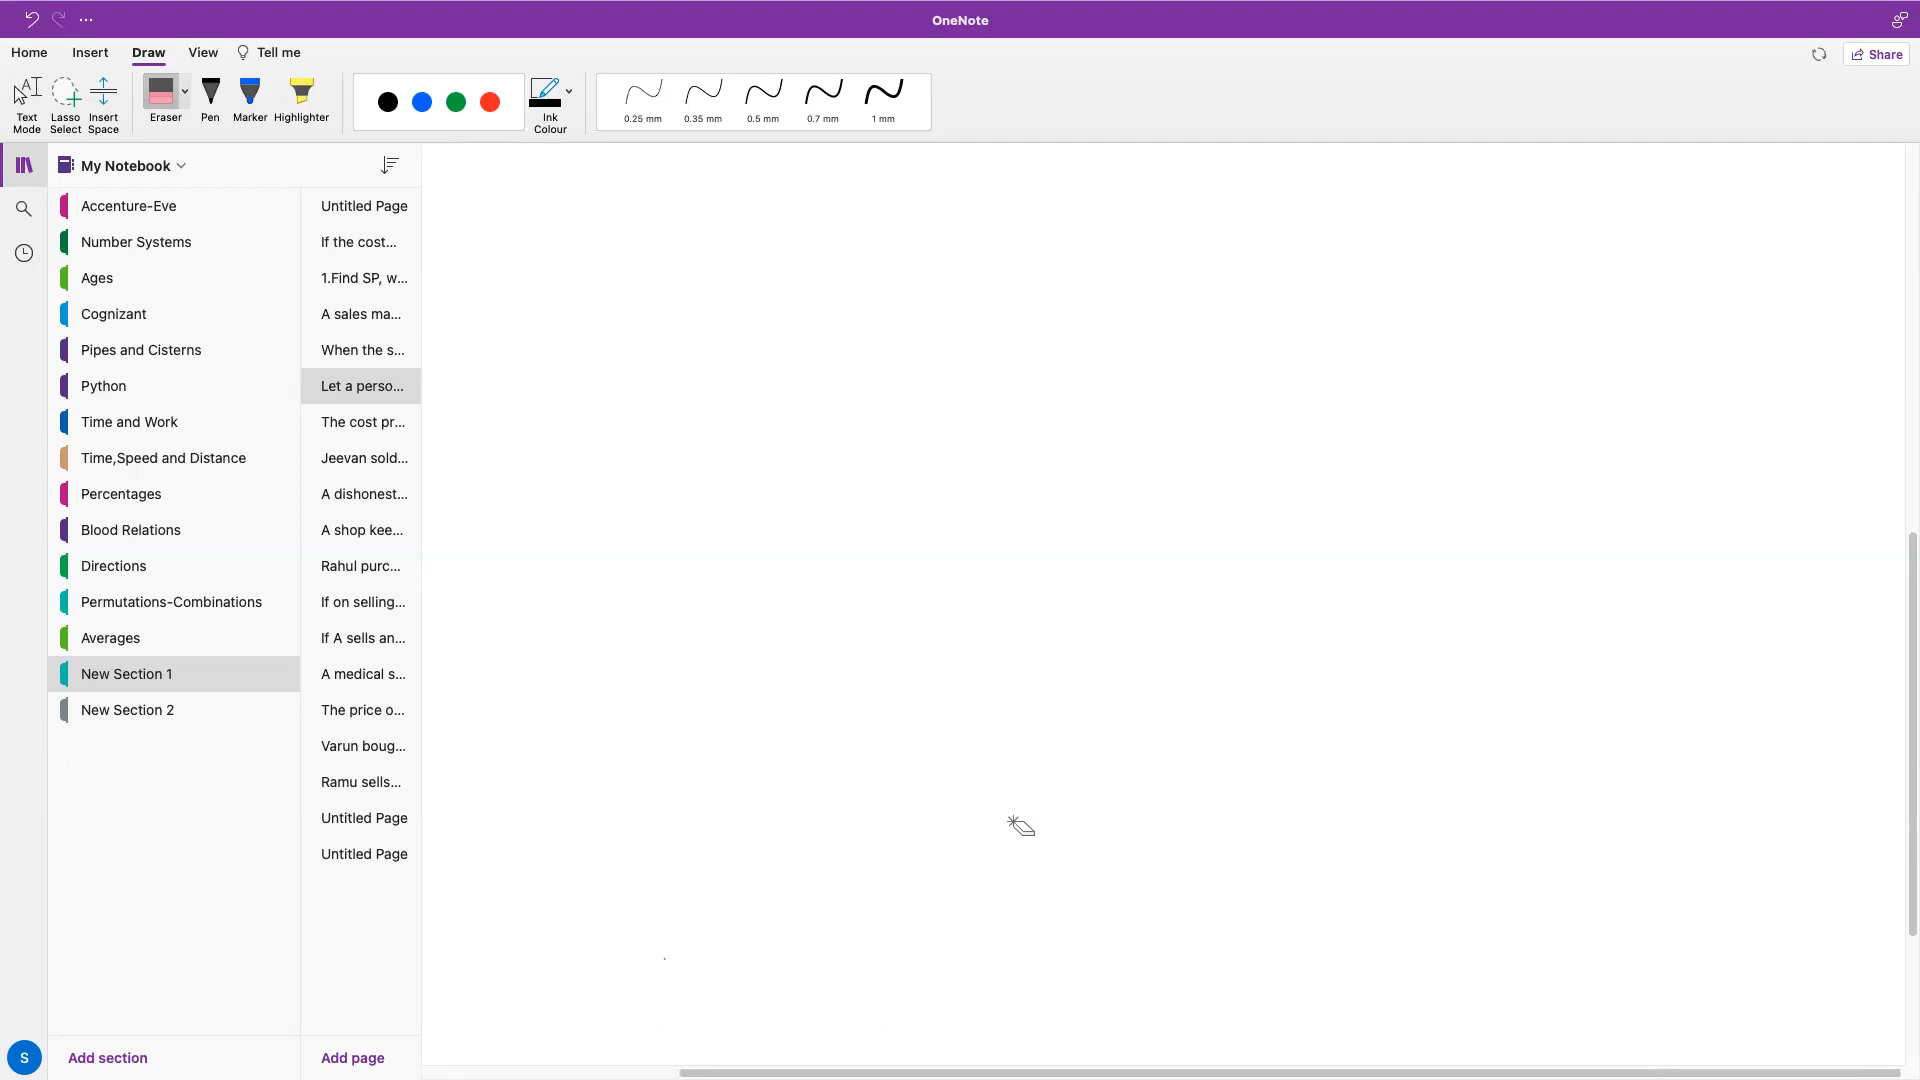 OneNote
Home Insert Draw View Tell me
Share
Text Mode
Lasso Select
Insert Space
Eraser
Pen
Marker
Highlighter
Ink Colour
0.25 mm
0.35 mm
0.5 mm
0.7 mm
1 mm
My Notebook
Accenture-Eve
Number Systems
Ages
Cognizant
Pipes and Cisterns
Python
Time and Work
Time,Speed and Distance
Percentages
Blood Relations
Directions
Permutations-Combinations
Averages
New Section 1
New Section 2
Add section
Untitled Page
If the cost...
1.Find SP, w...
A sales ma...
When the s...
Let a perso...
The cost pr...
Jeevan sold...
A dishonest...
A shop kee...
Rahul purc...
If on selling...
If A sells an...
A medical s...
The price o...
Varun boug...
Ramu sells...
Untitled Page
Untitled Page
Add page
S